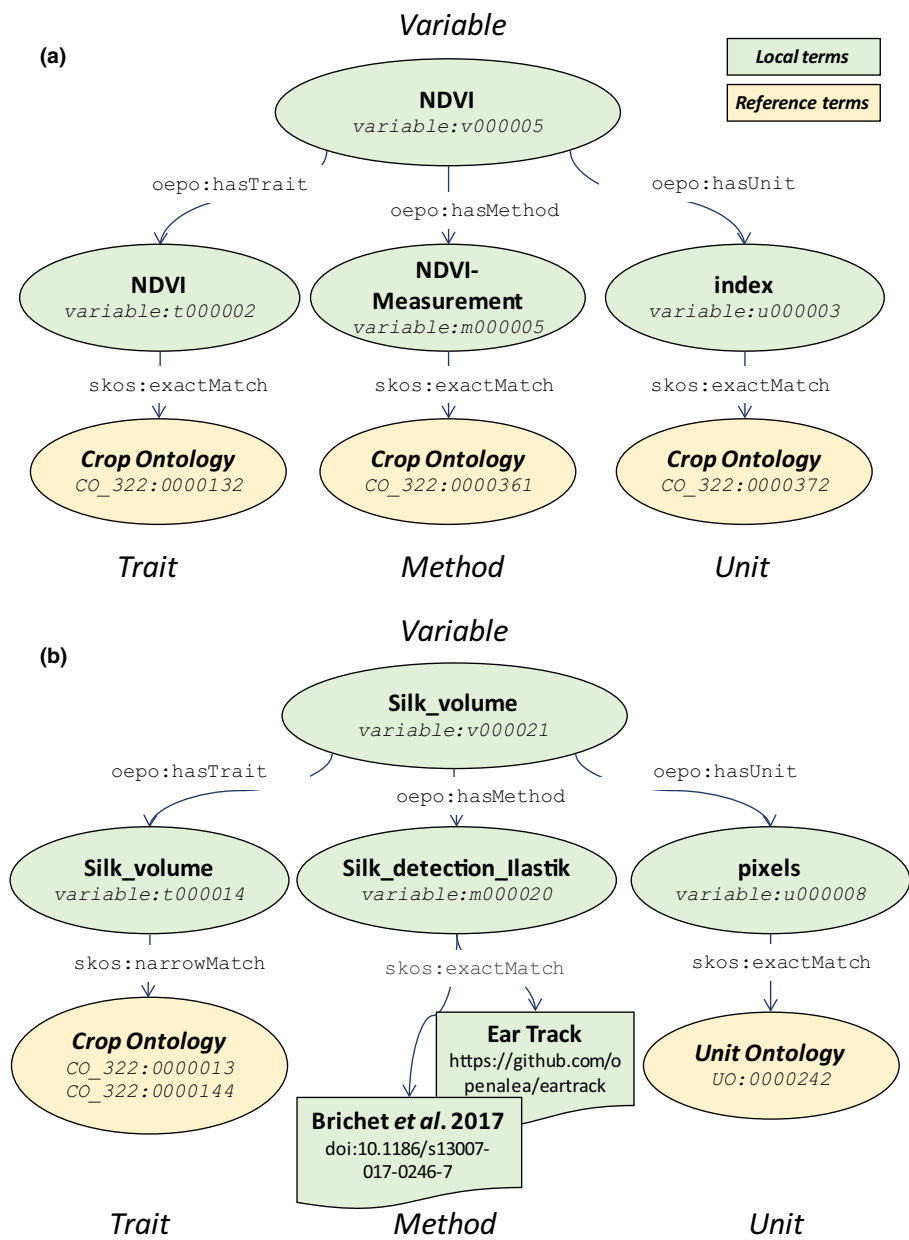 Variable
(a)
Local terms
Reference terms
NDVI
variable:v000005
oepo:hasTrait
oepo:hasUnit
oepo:hasMethod
NDVI
variable:t000002
NDVI-
Measurement
variable:m000005
index
variable:u000003
skos:exactMatch
skos:exactMatch
skos:exactMatch
Crop Ontology
CO_322:0000132
Crop Ontology
CO_322:0000361
Crop Ontology
CO_322:0000372
Trait
Method
Unit
Variable
(b)
Silk_volume
variable:v000021
oepo:hasTrait
oepo:hasUnit
oepo:hasMethod
Silk_volume
variable:t000014
Silk_detection_Ilastik
variable:m000020
pixels
variable:u000008
skos:narrowMatch
skos:exactMatch
skos:exactMatch
Crop Ontology
CO_322:0000013
CO_322:0000144
Ear Track
https://github.com/o
penalea/eartrack
Unit Ontology
UO:0000242
Brichet et al. 2017
doi:10.1186/s13007-
017-0246-7
Trait
Method
Unit